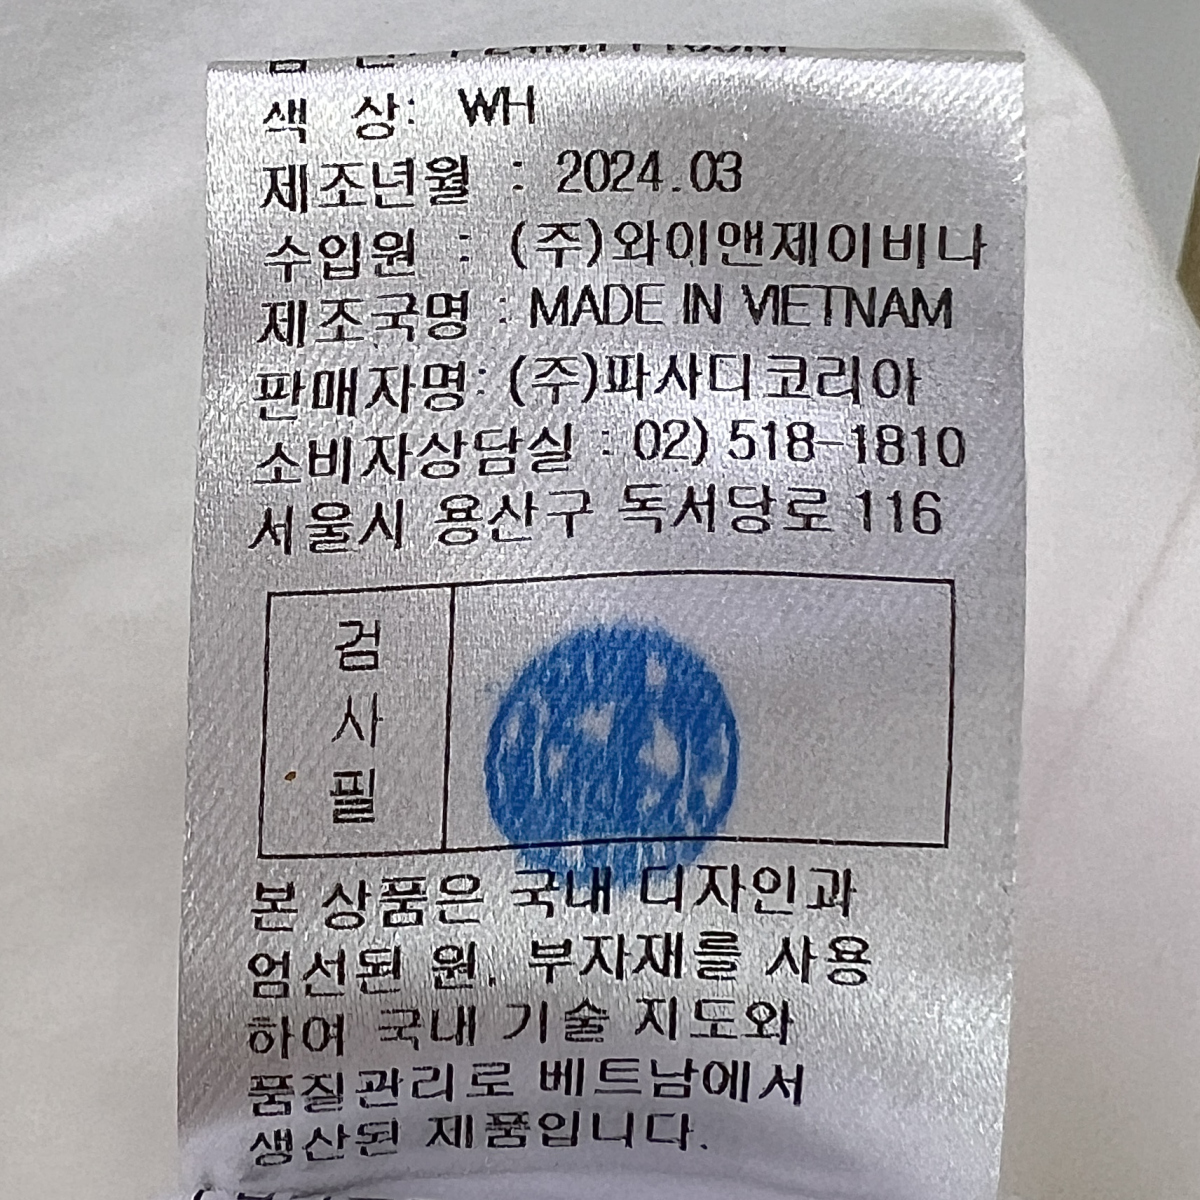 색 상: WH
제조년월 : 2024.03
수입원 : (주)와이앤제이비나
제조국명 : MADE IN VIETNAM
판매자명: (주)파사디코리아
소비자상담실 : 02) 518-1810
서울시 용산구 독서당로 116
검
사
필
본 상품은 국내 디자인과
엄선된 원, 부자재를 사용
하여 국내 기술 지도와
품질관리로 베트남에서
생산된 제품입니다.